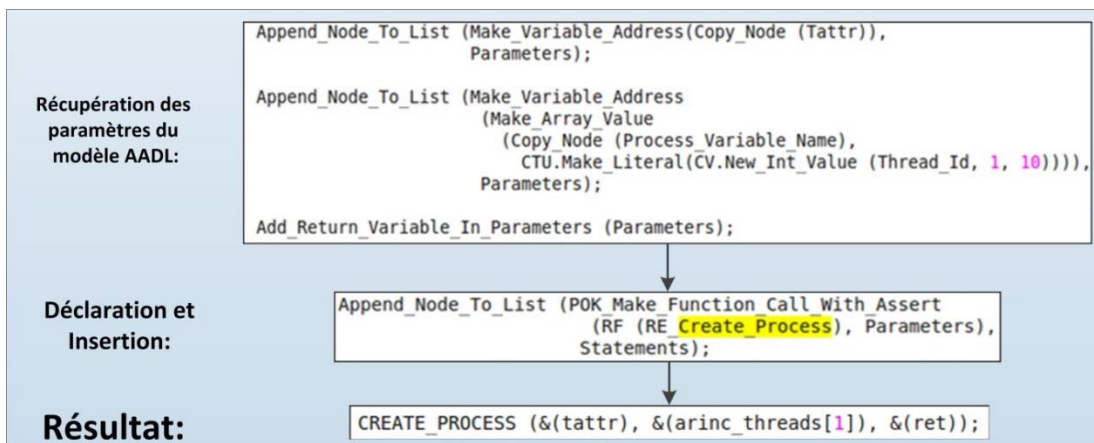 Récupération des
paramètres du
modèle AADL:
Append_Node_To_List (Make_Variable_Address(Copy_Node (Tattr)),
Parameters);
Append_Node_To_List (Make_Variable_Address
(Make_Array_Value
(Copy_Node (Process_Variable_Name),
CTU.Make_Literal(CV.New_Int_Value (Thread_Id, 1, 10)))),
Parameters);
Add_Return_Variable_In_Parameters (Parameters);
Déclaration et
Insertion:
Append_Node_To_List (POK_Make_Function_Call_With_Assert
(RF (RE_Create_Process), Parameters),
Statements);
Résultat:
CREATE_PROCESS (&(tattr), &(arinc_threads[1]), &(ret));